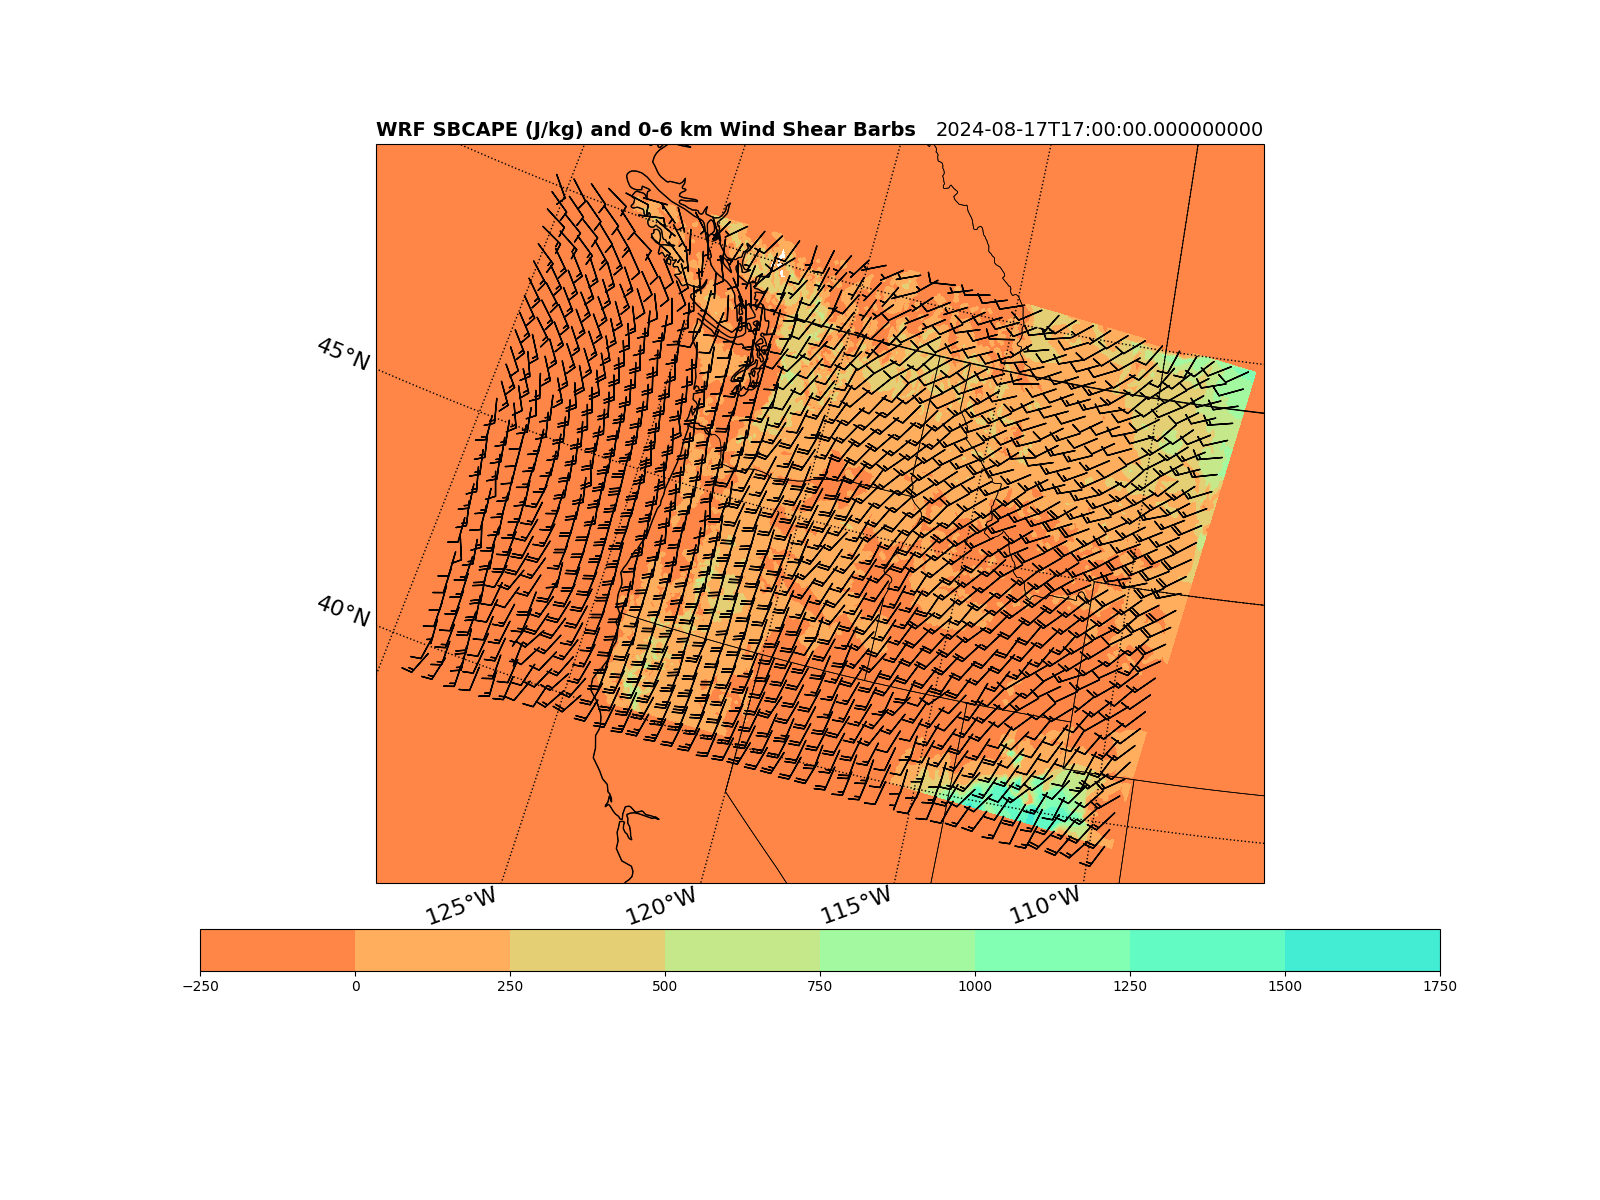 WRF SBCAPE (J/kg) and 0-6 km Wind Shear Barbs 2024-08-17T17:00:00.000000000
45°N
40°N
125°W 120°W 115°W 110°W
−250 0 250 500 750 1000 1250 1500 1750